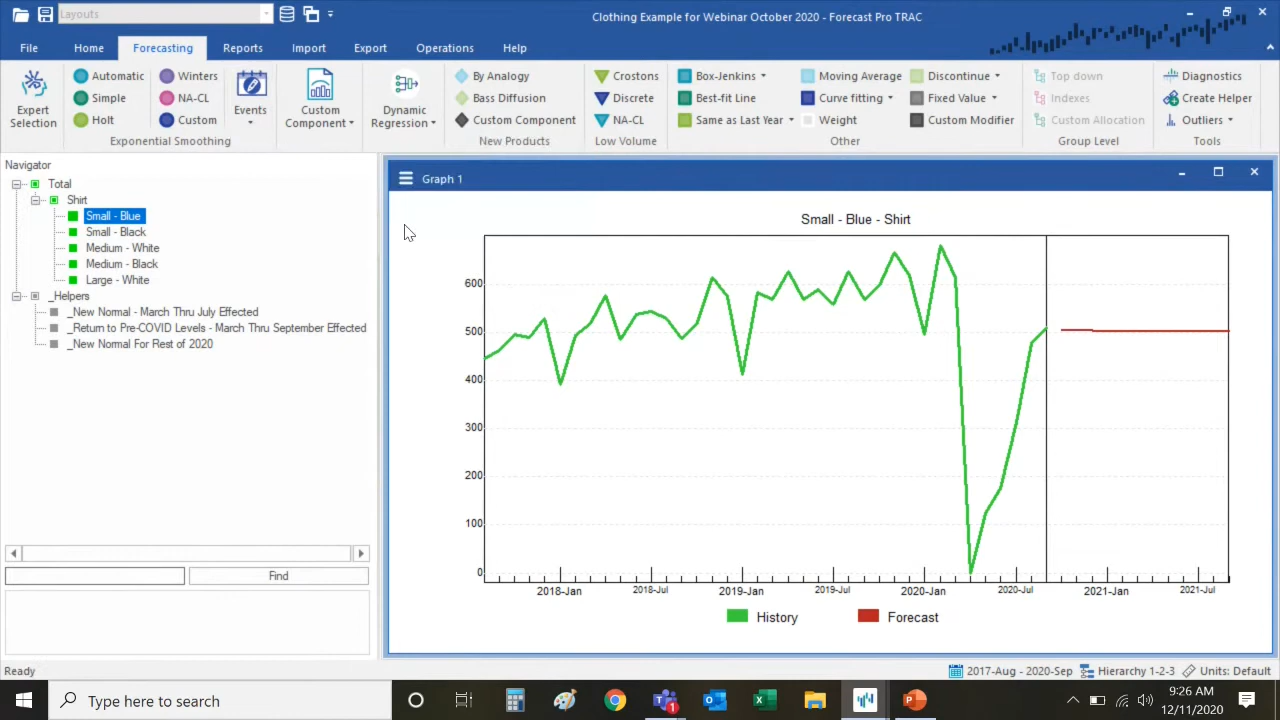 Layouts
Clothing Example for Webinar October 2020 - Forecast Pro TRAC
File Home Forecasting Reports Import Export Operations Help
Expert Selection
Automatic
Simple
Holt
Winters
NA-CL
Custom
Events
Exponential Smoothing
Custom Component
Dynamic Regression
By Analogy
Bass Diffusion
Custom Component
New Products
Crostons
Discrete
NA-CL
Low Volume
Box-Jenkins
Best-fit Line
Same as Last Year
Moving Average
Curve fitting
Weight
Discontinue
Fixed Value
Custom Modifier
Other
Top down
Indexes
Custom Allocation
Group Level
Diagnostics
Create Helper
Outliers
Tools
Navigator
Total
Shirt
Small - Blue
Small - Black
Medium - White
Medium - Black
Large - White
_Helpers
_New Normal - March Thru July Effected
_Return to Pre-COVID Levels - March Thru September Effected
_New Normal For Rest of 2020
Find
Graph 1
Small - Blue - Shirt
600
500
400
300
200
100
0
2018-Jan 2018-Jul 2019-Jan 2019-Jul 2020-Jan 2020-Jul 2021-Jan 2021-Jul
History Forecast
Ready
2017-Aug - 2020-Sep Hierarchy 1-2-3 Units: Default
Type here to search
1
9:26 AM
12/11/2020